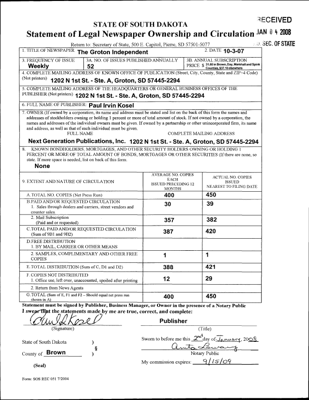 STATE OF SOUTH DAKOTA
RECEIVED
Statement of Legal Newspaper Ownership and Circulation
JAN 04 2008
Return to Secretary of State, 500 E. Capitol, Pierre, SD 57501-5077
SEC. OF STATE
1. TITLE OF NEWSPAPER The Groton Independent
2. DATE 10-3-07
3. FREQUENCY OF ISSUE
Weekly
3A. NO. OF ISSUES PUBLISHED ANNUALLY
52
3B. ANNUAL SUBSCRIPTION
PRICE $
4. COMPLETE MAILING ADDRESS OF KNOWN OFFICE OF PUBLICATION (Street, City, County, State and ZIP+4 Code)
(Not printer) 1202 N 1st St. - Ste. A, Groton, SD 57445-2294
5. COMPLETE MAILING ADDRESS OF THE HEADQUARTERS OR GENERAL BUSINESS OFFICES OF THE
PUBLISHER (Not printer) 1202 N 1st St. - Ste. A, Groton, SD 57445-2294
6. FULL NAME OF PUBLISHER Paul Irvin Kosel
7. OWNER (If owned by a corporation, its name and address must be stated and list on the back of this form the names and
addresses of stockholders owning or holding 1 percent or more of total amount of stock. If not owned by a corporation, the
names and addresses of the individual owners must be given. If owned by a partnership or other unincorporated firm, its name
and address, as well as that of each individual must be given.
FULL NAME
COMPLETE MAILING ADDRESS
Next Generation Publications, Inc. 1202 N 1st St. - Ste. A, Groton, SD 57445-2294
8. KNOWN BONDHOLDERS, MORTGAGEES, AND OTHER SECURITY HOLDERS OWNING OR HOLDING 1
PERCENT OR MORE OF TOTAL AMOUNT OF BONDS, MORTGAGES OR OTHER SECURITIES (If there are none, so
state. If more space is needed, list on back of this form.
None
9. EXTENT AND NATURE OF CIRCULATION
AVERAGE NO. COPIES
EACH
ISSUED PRECEDING 12
MONTHS
ACTUAL NO. COPIES
ISSUED
NEAREST TO FILING DATE
A. TOTAL NO. COPIES (Net Press Run) 400 450
B. PAID AND/OR REQUESTED CIRCULATION
1. Sales through dealers and carriers, street vendors and
counter sales 30 39
2. Mail Subscription
(Paid and or requested) 357 382
C. TOTAL PAID AND/OR REQUESTED CIRCULATION
(Sum of 9B1 and 9B2) 387 420
D. FREE DISTRIBUTION
1. BY MAIL, CARRIER OR OTHER MEANS
2. SAMPLES, COMPLIMENTARY AND OTHER FREE
COPIES 1 1
E. TOTAL DISTRIBUTION (Sum of C, D1 and D2) 388 421
F. COPIES NOT DISTRIBUTED
1. Office use, left over, unaccounted, spoiled after printing 12 29
2. Return from News Agents
G. TOTAL (Sum of E, F1 and F2 - Should equal net press run
shown in A) 400 450
Statement must be signed by Publisher, Business Manager, or Owner in the presence of a Notary Public
I swear that the statements made by me are true, correct, and complete:
Publisher
(Signature)
(Title)
State of South Dakota )
§
County of Brown )
Sworn to before me this 2nd day of January, 2008
Notary Public
(Seal)
My commission expires: 9/15/09